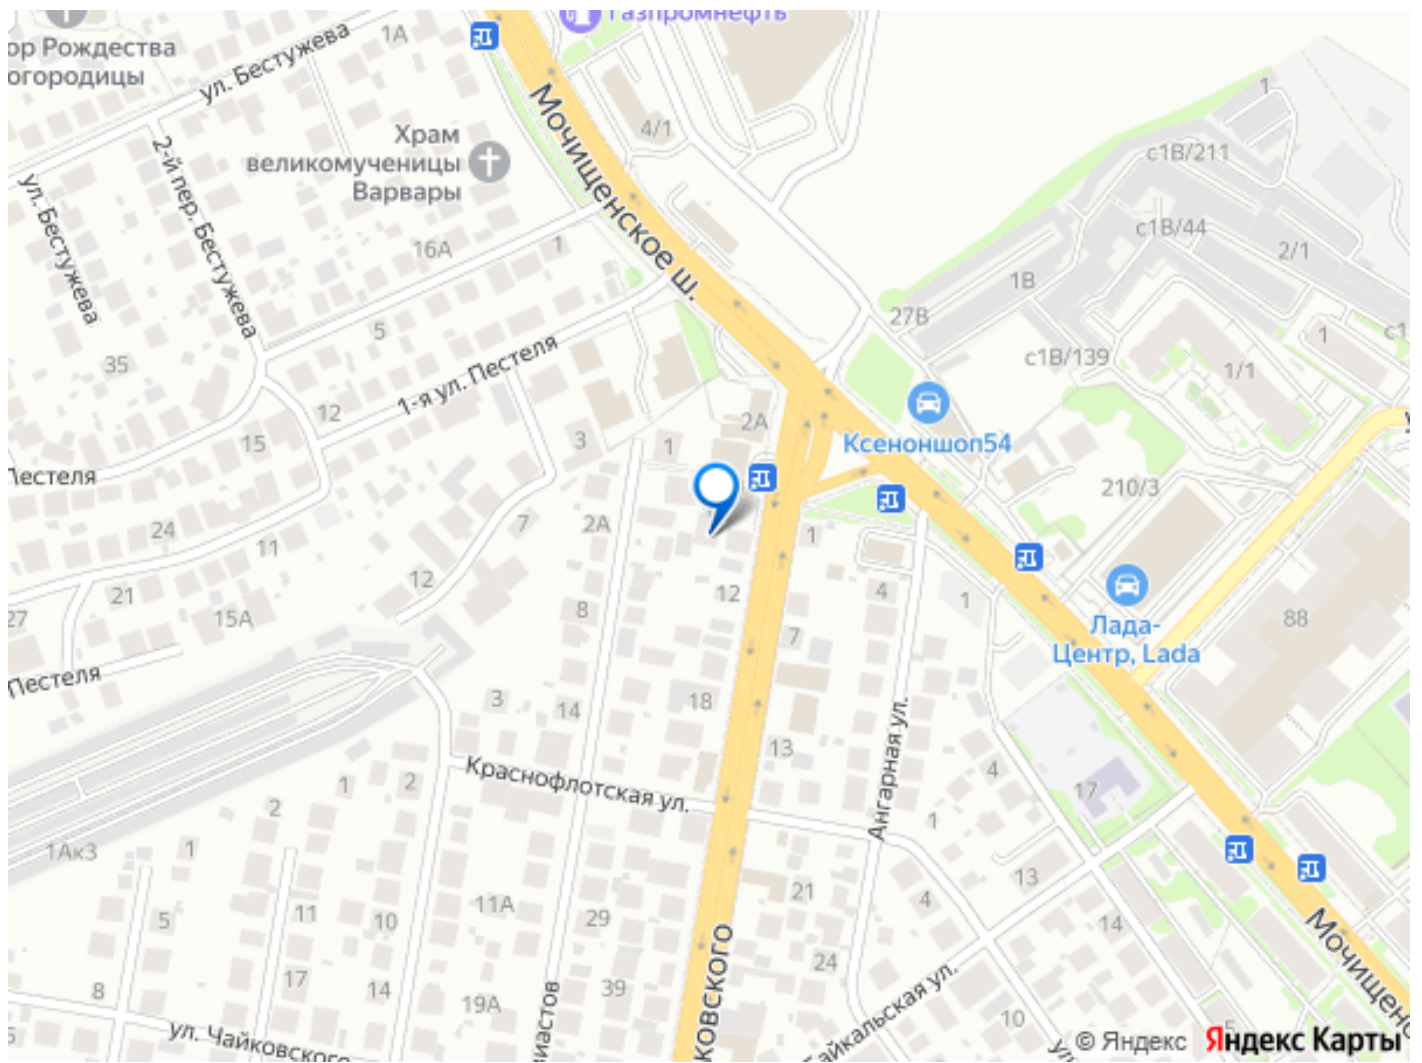 Газпромнефть
ор Рождества
огородицы
1А
ул. Бестужева
4/1
Мочищенское ш.
Храм
великомученицы
Варвары
2-й пер. Бестужева
ул. Бестужева
1
с1В/211
с1В/44
2/1
1В
16А
1
27В
5
35
с1В/139
1/1
1
с1
1-я ул. Пестеля
12
15
3
1
2А
Ксеноншоп54
Пестеля
210/3
24
11
7
2А
1
12
21
27
15А
8
12
4
1
88
7
Лада-
Центр, Lada
Пестеля
3
14
18
13
Ангарная ул.
4
17
Краснофлотская ул.
1
2
2
1Ак3
1
1
13
5
11
10
11А
29
21
4
14
Мочищенс
8
17
14
19А
39
24
ковского
виастов
Байкальская ул.
10
5
ул. Чайковского
© Яндекс
Яндекс Карты